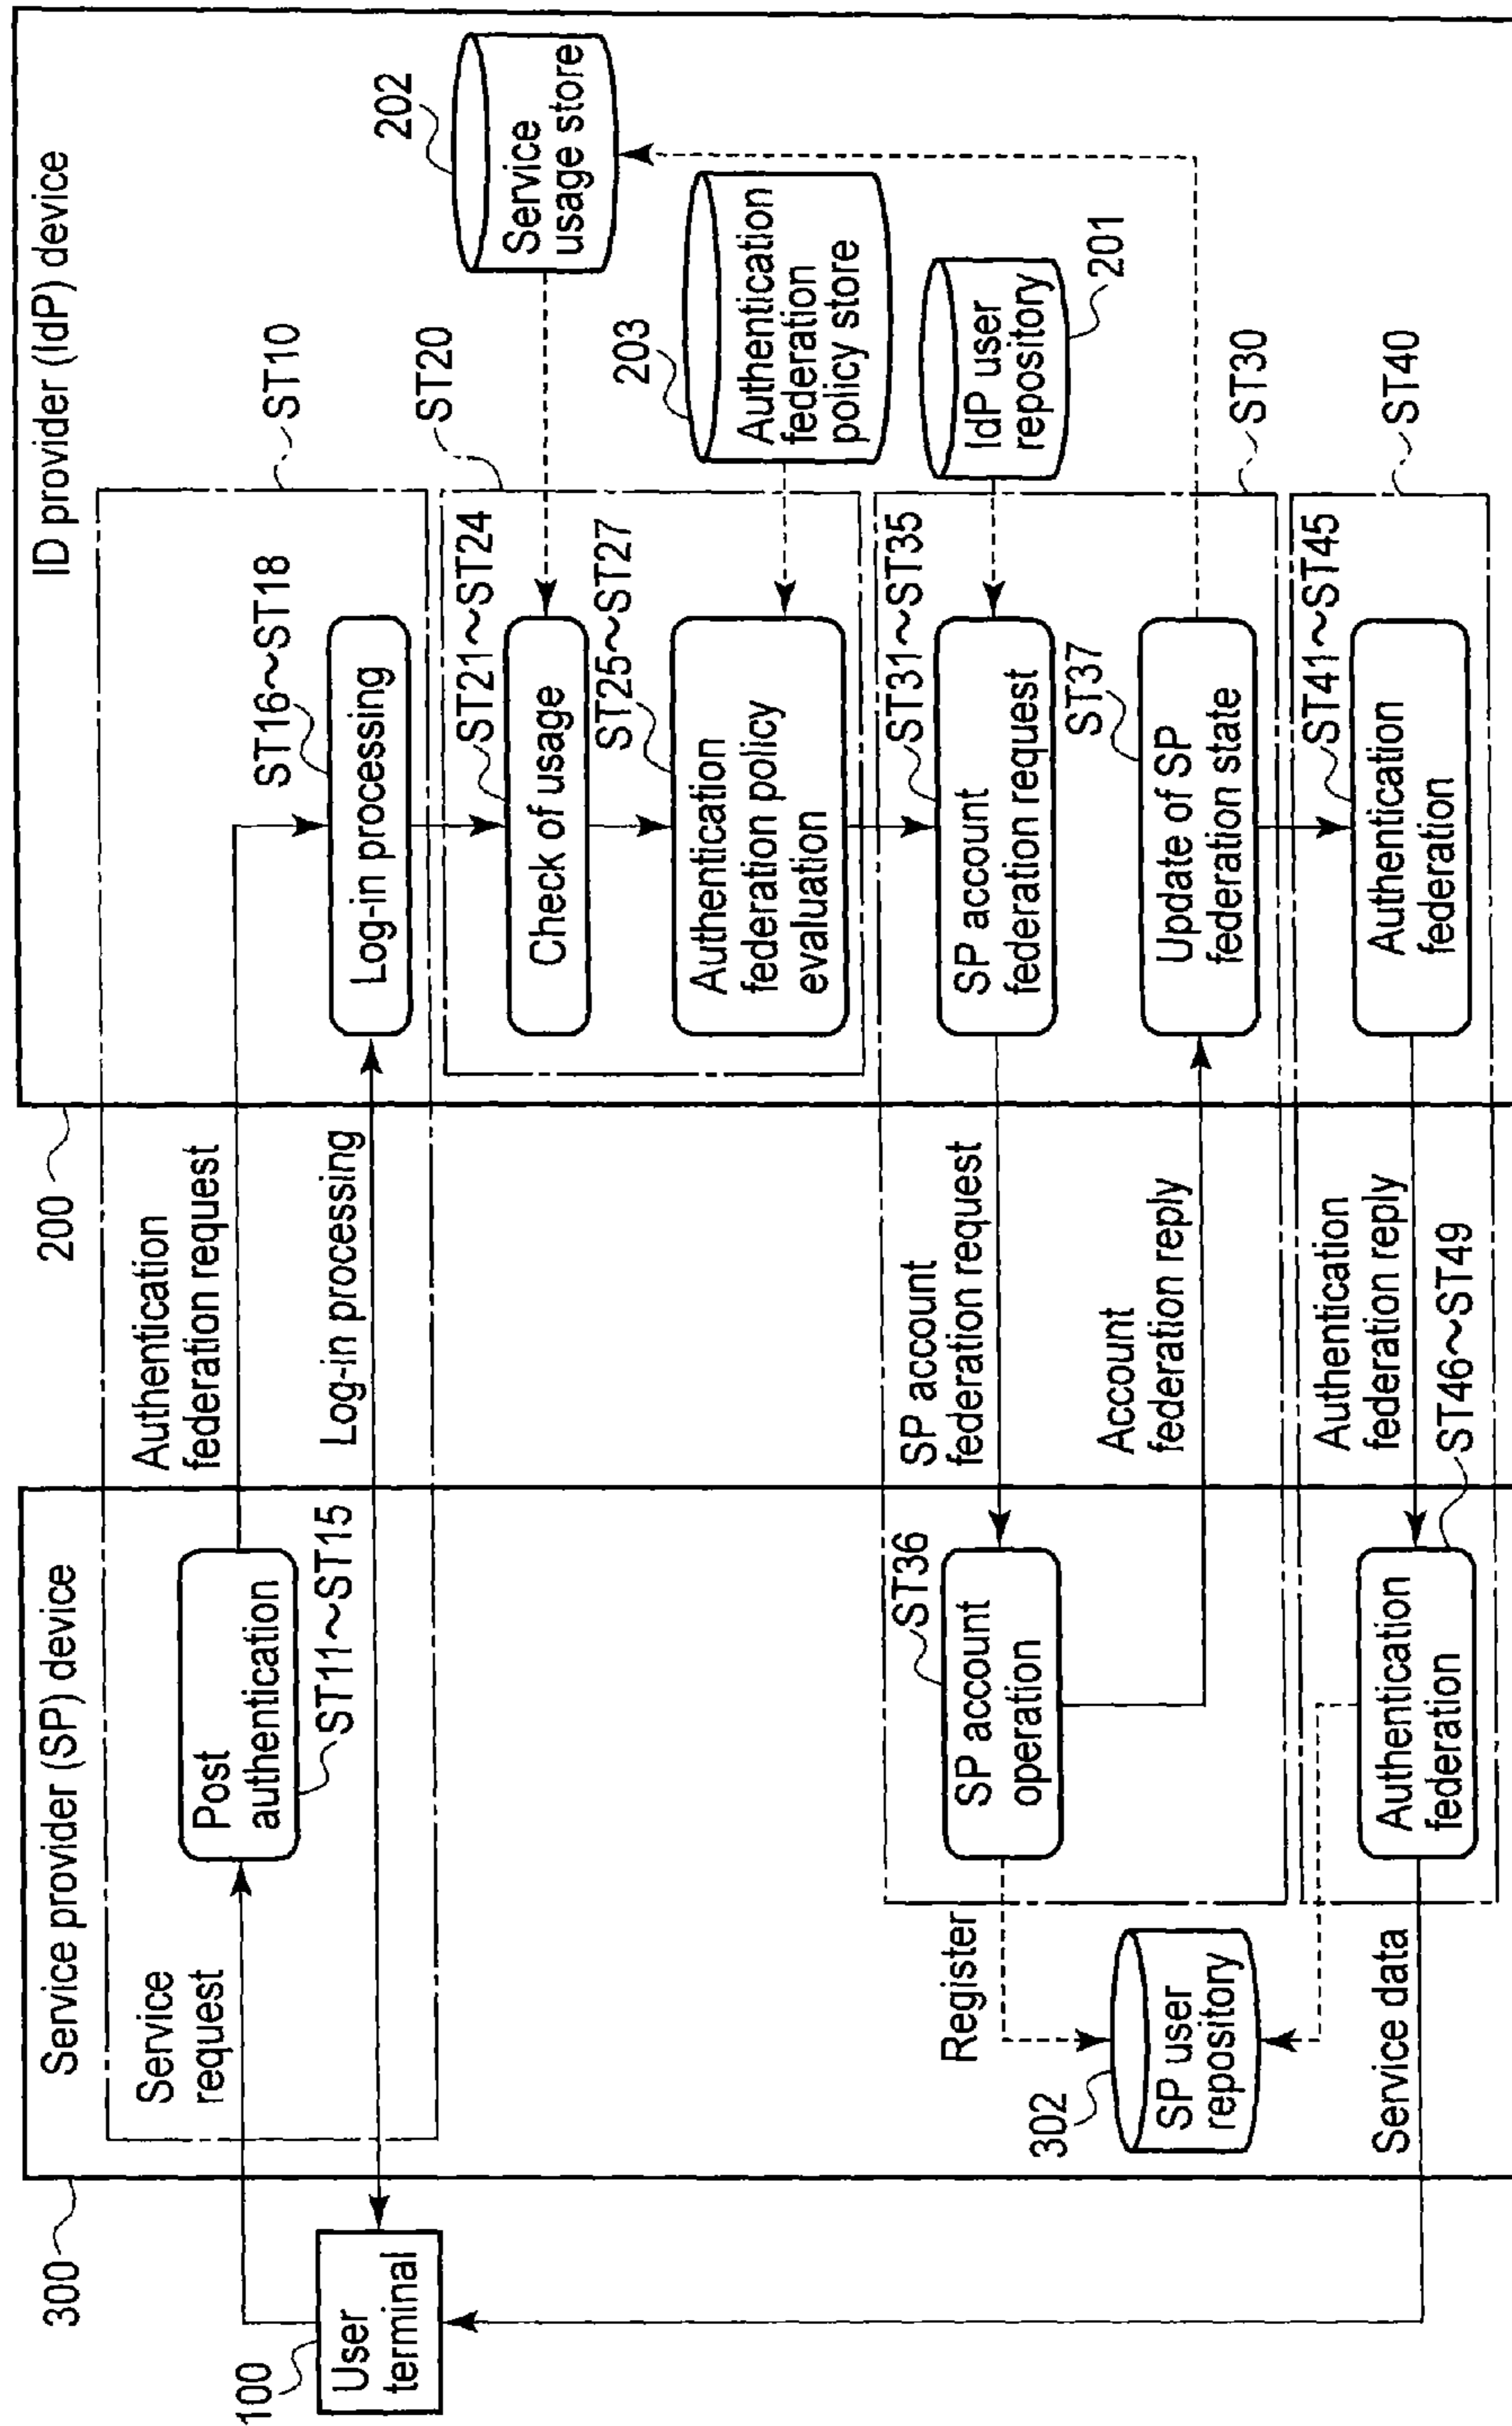 300
Service provider (SP) device
200
ID provider (IdP) device
100
User
terminal
Service
request
Post
authentication
ST11~ST15
Authentication
federation request
Log-in processing
ST16~ST18
Log-in processing
ST10
ST20
ST21~ST24
Check of usage
ST25~ST27
Authentication
federation policy
evaluation
202
Service
usage store
203
Authentication
federation
policy store
IdP user
repository
201
ST31~ST35
SP account
federation request
ST37
Update of SP
federation state
ST30
SP account
federation request
Account
federation reply
ST36
SP account
operation
Register
302
SP user
repository
ST40
ST41~ST45
Authentication
federation
Authentication
federation reply
ST46~ST49
Authentication
federation
Service data